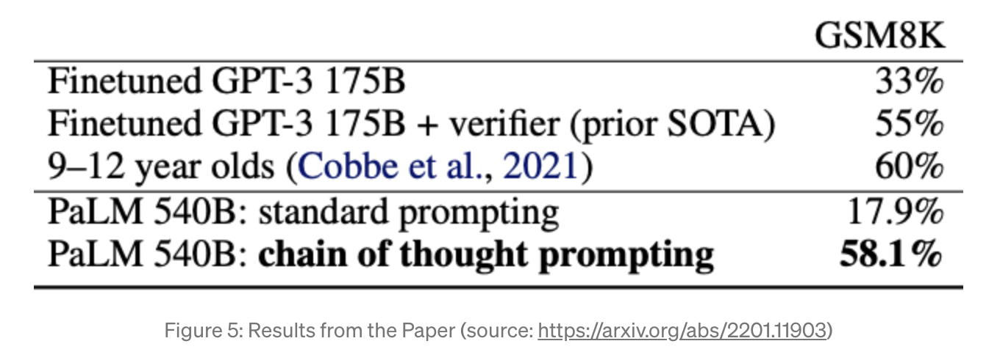 GSM8K
Finetuned GPT-3 175B 33%
Finetuned GPT-3 175B + verifier (prior SOTA) 55%
9–12 year olds (Cobbe et al., 2021) 60%
PaLM 540B: standard prompting 17.9%
PaLM 540B: chain of thought prompting 58.1%
Figure 5: Results from the Paper (source: https://arxiv.org/abs/2201.11903)